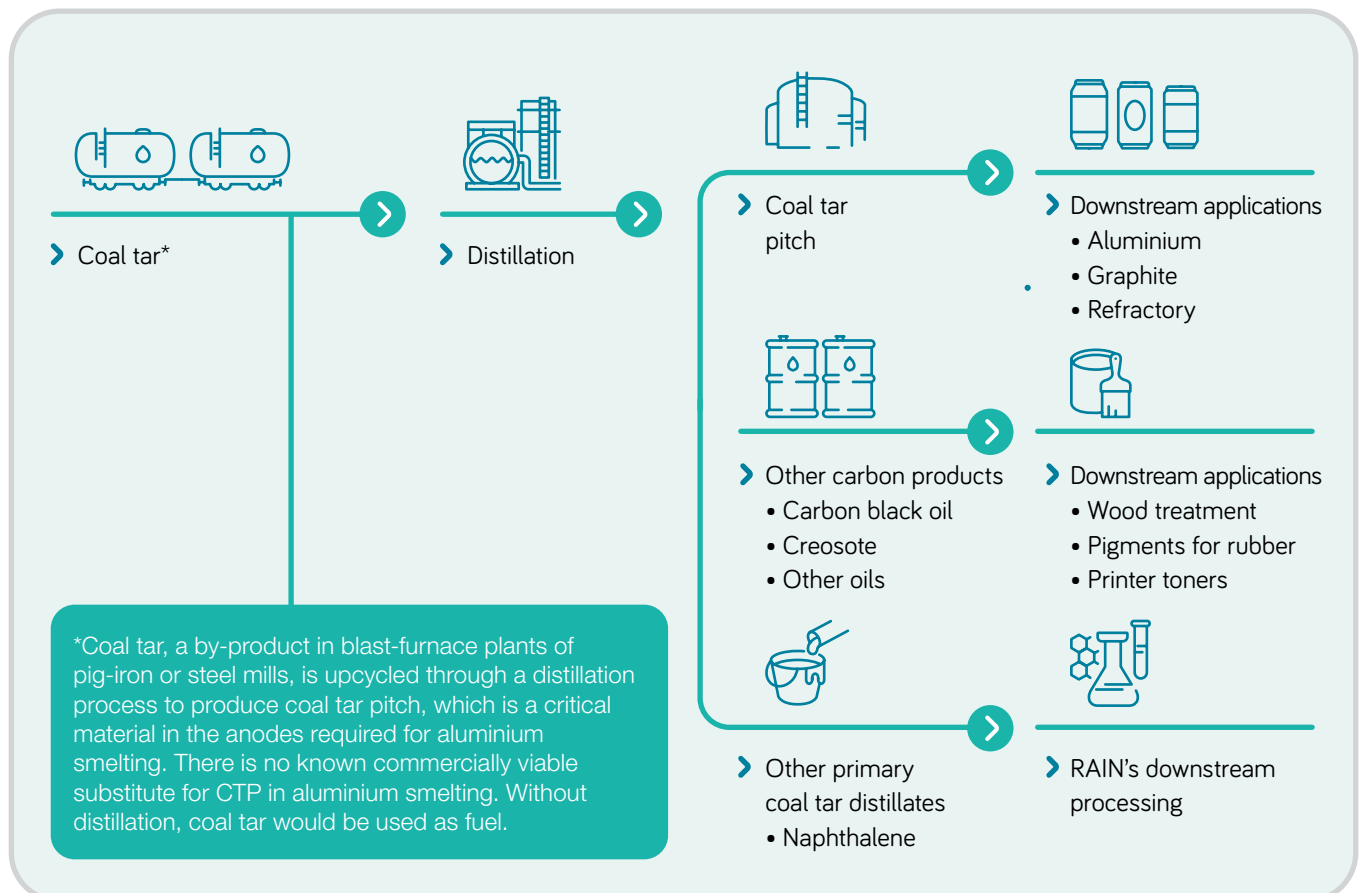 Coal tar*
Distillation
Coal tar
pitch
Downstream applications
• Aluminium
• Graphite
• Refractory
Other carbon products
• Carbon black oil
• Creosote
• Other oils
Downstream applications
• Wood treatment
• Pigments for rubber
• Printer toners
Other primary
coal tar distillates
• Naphthalene
RAIN's downstream
processing
*Coal tar, a by-product in blast-furnace plants of
pig-iron or steel mills, is upcycled through a distillation
process to produce coal tar pitch, which is a critical
material in the anodes required for aluminium
smelting. There is no known commercially viable
substitute for CTP in aluminium smelting. Without
distillation, coal tar would be used as fuel.